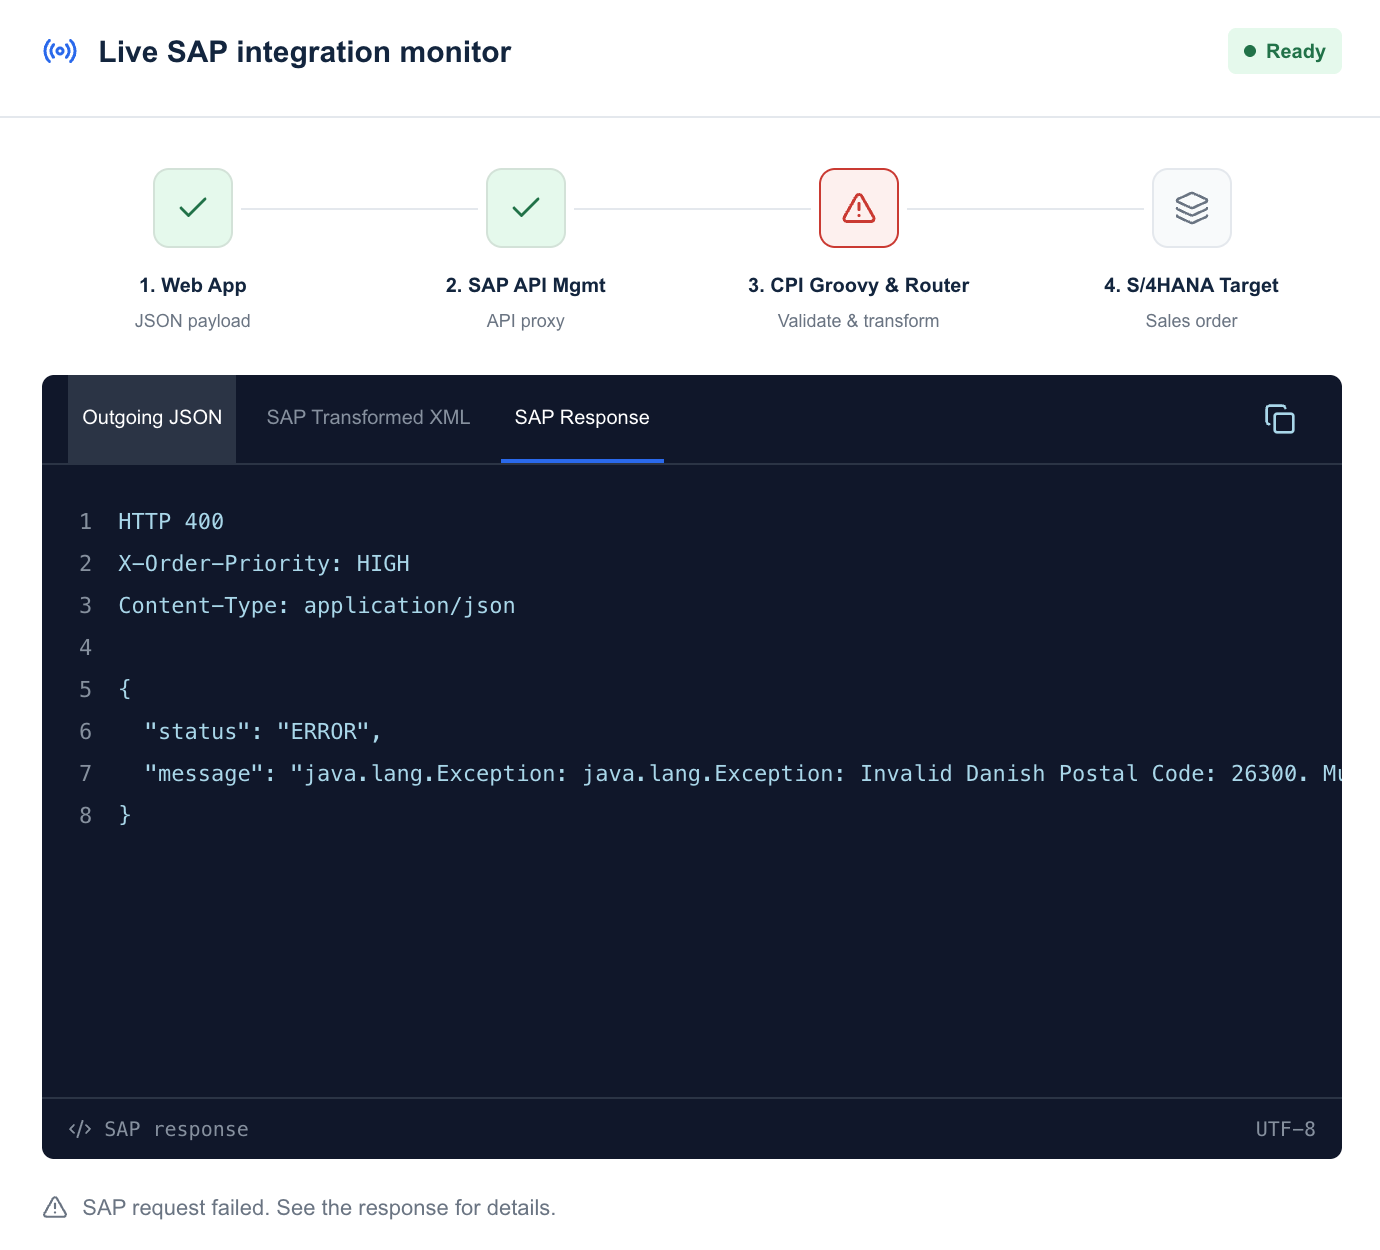 Live SAP integration monitor
Ready
1. Web App
JSON payload
2. SAP API Mgmt
API proxy
3. CPI Groovy & Router
Validate & transform
4. S/4HANA Target
Sales order
Outgoing JSON
SAP Transformed XML
SAP Response
1 HTTP 400
2 X-Order-Priority: HIGH
3 Content-Type: application/json
4
5 {
6 "status": "ERROR",
7 "message": "java.lang.Exception: java.lang.Exception: Invalid Danish Postal Code: 26300.
8 }
</> SAP response
UTF-8
SAP request failed. See the response for details.